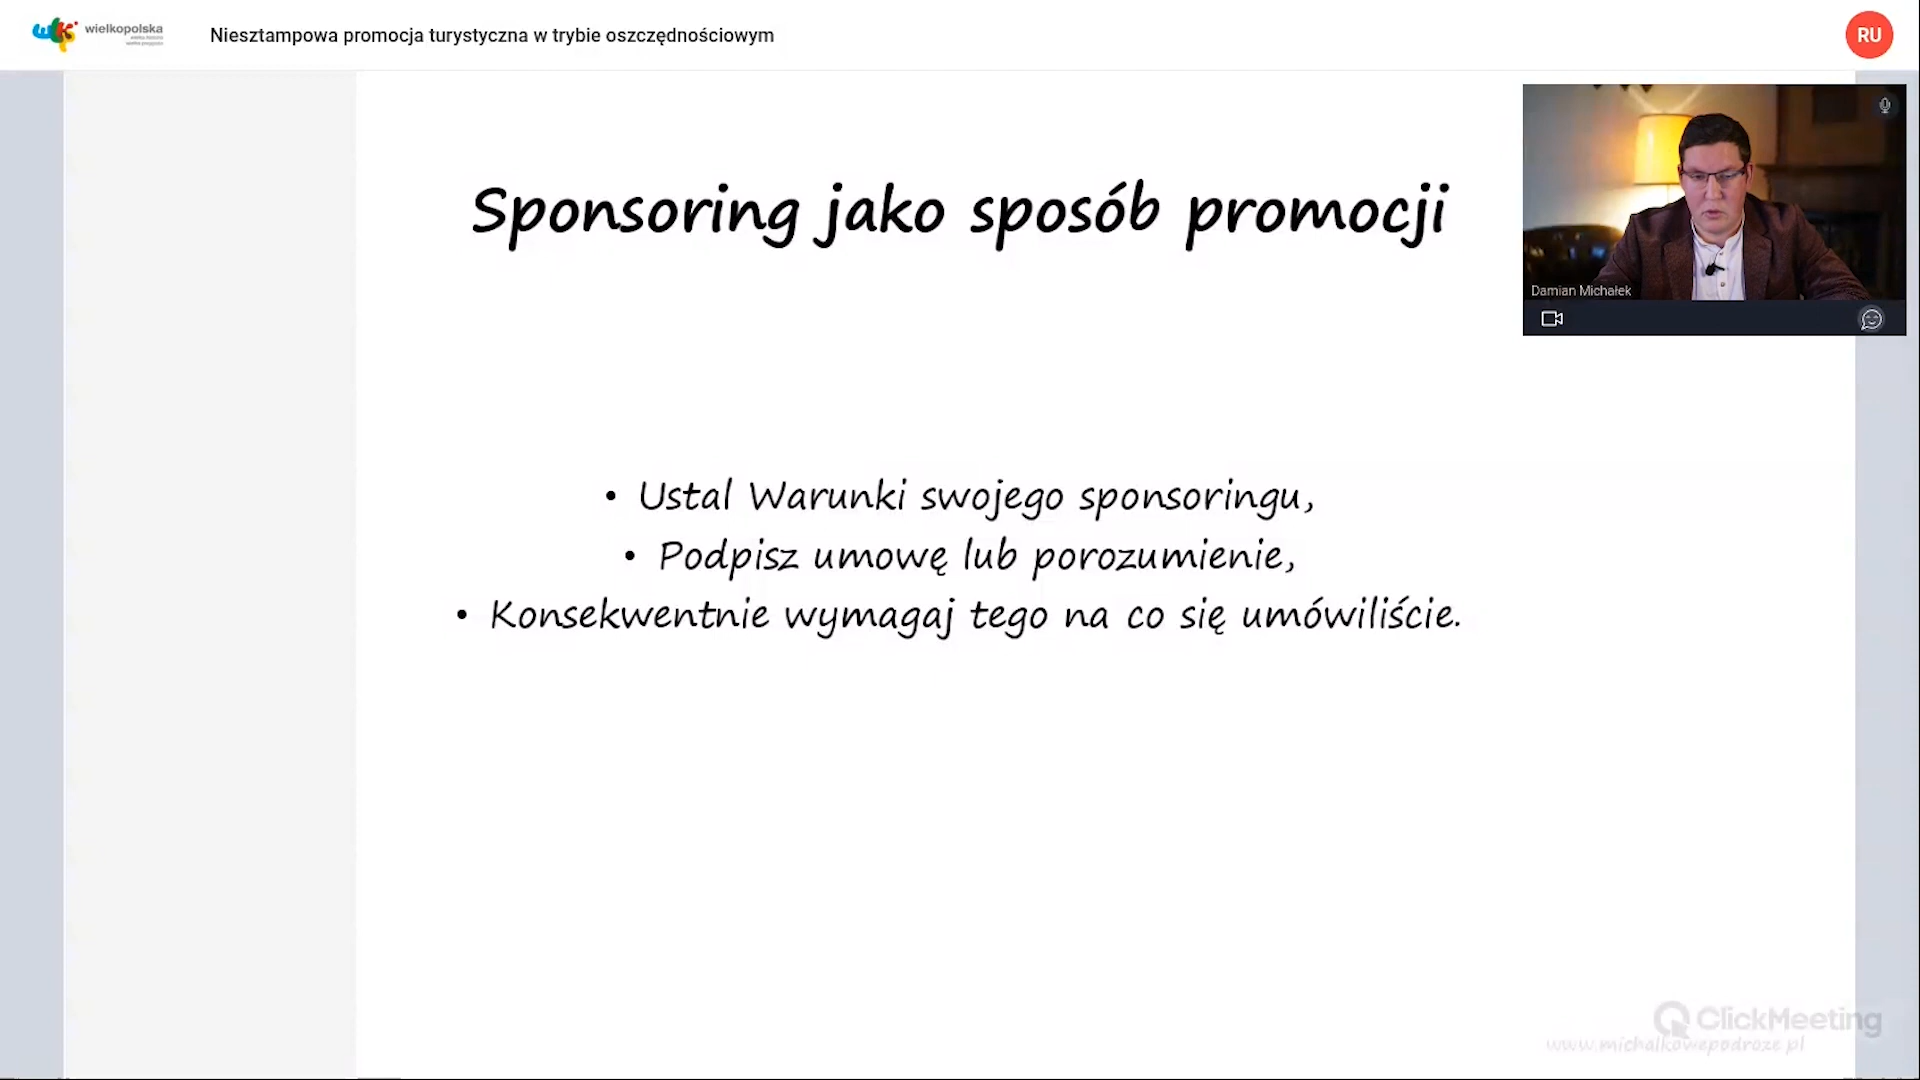 wielkopolska
Niesztampowa promocja turystyczna w trybie oszczędnościowym
RU
Sponsoring jako sposób promocji
Damian Michałek
• Ustal Warunki swojego sponsoringu,
• Podpisz umowę lub porozumienie,
• Konsekwentnie wymagaj tego na co się umówiliście.
ClickMeeting
www.michalkowepodroze.pl